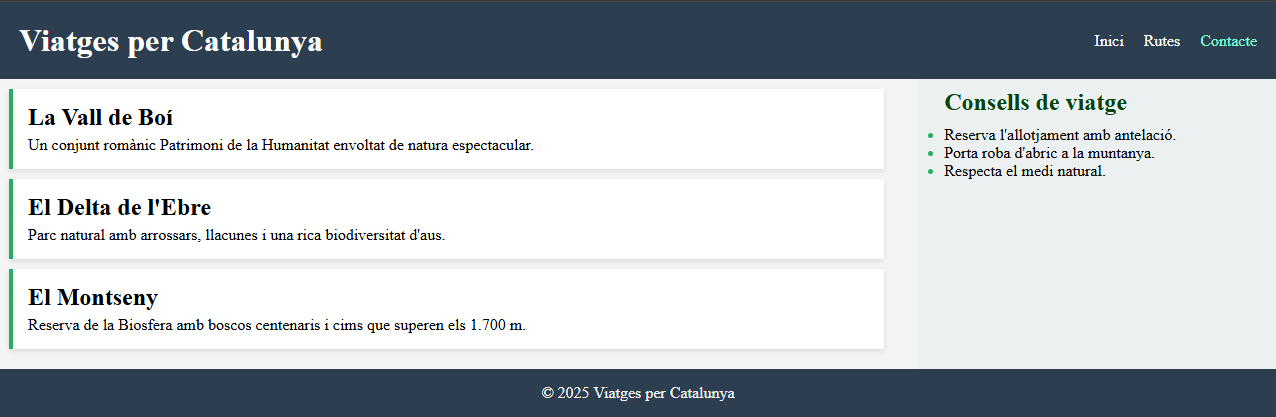 Viatges per Catalunya
Inici Rutes Contacte
La Vall de Boí
Un conjunt romànic Patrimoni de la Humanitat envoltat de natura espectacular.
El Delta de l'Ebre
Parc natural amb arrossars, llacunes i una rica biodiversitat d'aus.
El Montseny
Reserva de la Biosfera amb boscos centenaris i cims que superen els 1.700 m.
Consells de viatge
Reserva l'allotjament amb antelació.
Porta roba d'abric a la muntanya.
Respecta el medi natural.
© 2025 Viatges per Catalunya